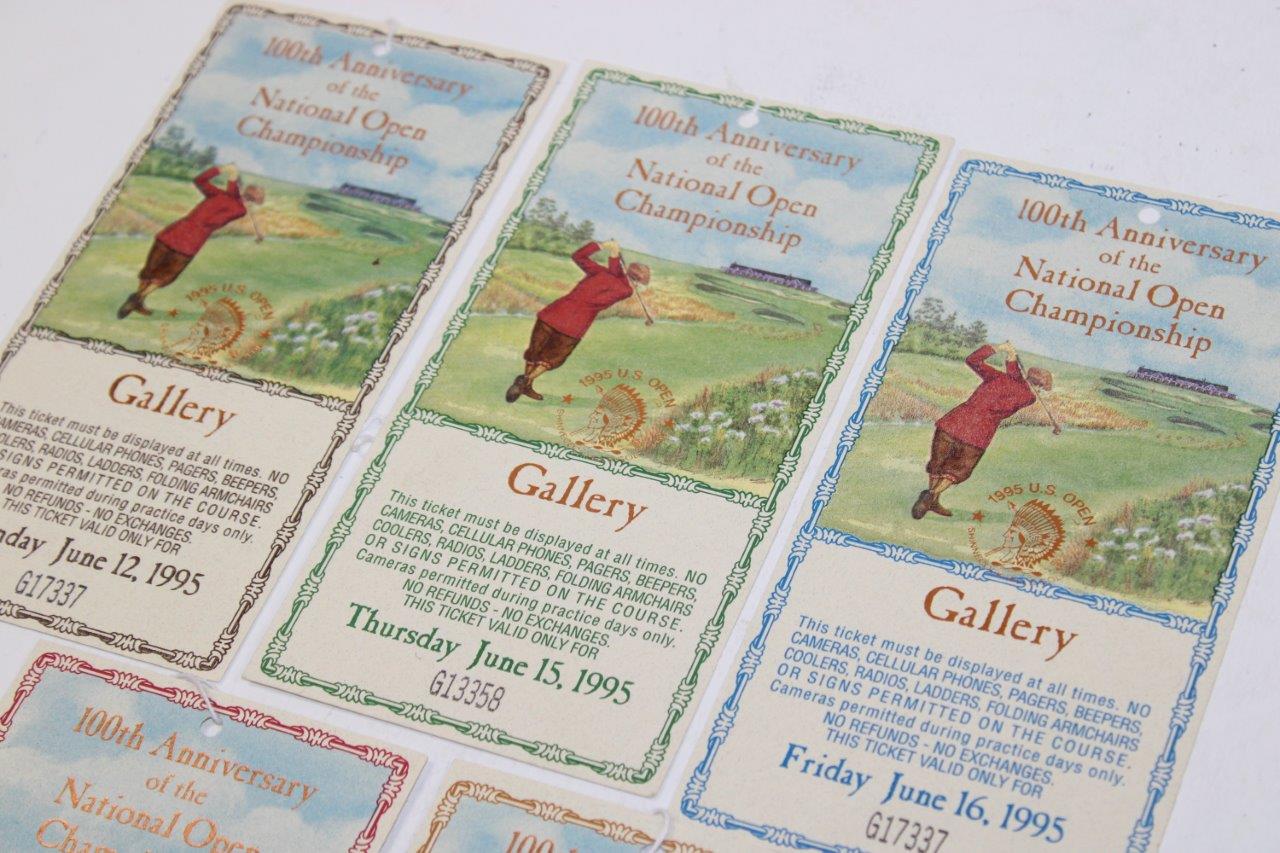 100th Anniversary
of the
National Open
Championship
1995 U.S. OPEN
Gallery
This ticket must be displayed at all times. NO
CAMERAS, CELLULAR PHONES, PAGERS, BEEPERS,
COOLERS, RADIOS, LADDERS, FOLDING ARMCHAIRS
SIGNS PERMITTED ON THE COURSE.
permitted during practice days only.
NO REFUNDS - NO EXCHANGES.
THIS TICKET VALID ONLY FOR
June 12, 1995
G17337
100th Anniversary
of the
National Open
Championship
1995 U.S. OPEN
Gallery
This ticket must be displayed at all times. NO
CAMERAS, CELLULAR PHONES, PAGERS, BEEPERS,
COOLERS, RADIOS, LADDERS, FOLDING ARMCHAIRS
OR SIGNS PERMITTED ON THE COURSE.
Cameras permitted during practice days only.
NO REFUNDS - NO EXCHANGES.
THIS TICKET VALID ONLY FOR
Thursday June 15, 1995
G13358
100th Anniversary
of the
National Open
Championship
1995 U.S. OPEN
Gallery
This ticket must be displayed at all times. NO
CAMERAS, CELLULAR PHONES, PAGERS, BEEPERS,
COOLERS, RADIOS, LADDERS, FOLDING ARMCHAIRS
OR SIGNS PERMITTED ON THE COURSE.
Cameras permitted during practice days only.
NO REFUNDS - NO EXCHANGES.
THIS TICKET VALID ONLY FOR
Friday June 16, 1995
G17337
100th Anniversary
of the
National Open
100th